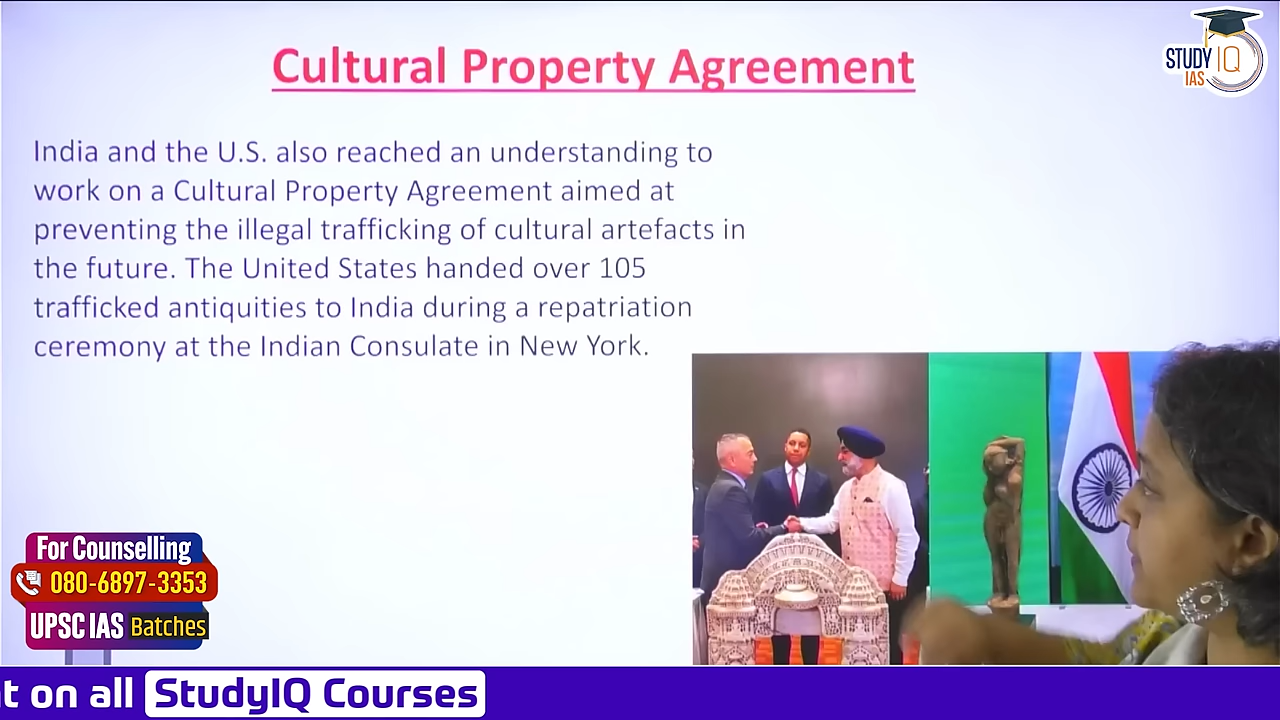 Cultural Property Agreement
STUDY IQ
IAS
India and the U.S. also reached an understanding to
work on a Cultural Property Agreement aimed at
preventing the illegal trafficking of cultural artefacts in
the future. The United States handed over 105
trafficked antiquities to India during a repatriation
ceremony at the Indian Consulate in New York.
For Counselling
080-6897-3353
UPSC IAS Batches
t on all StudyIQ Courses